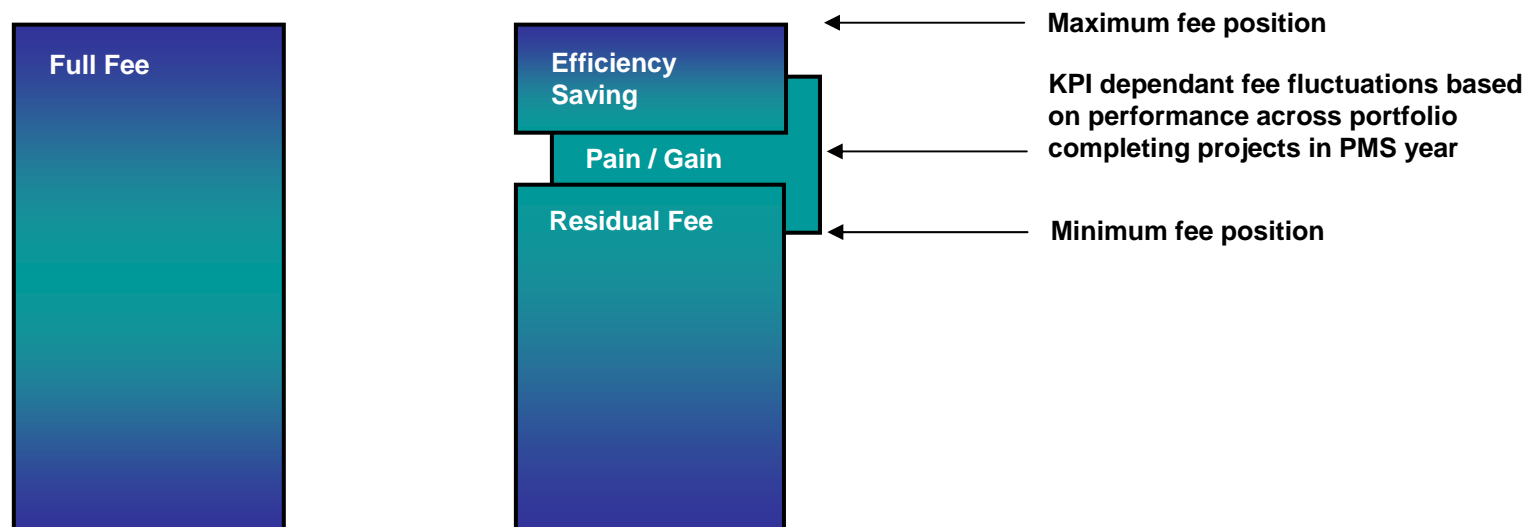 Full Fee
Efficiency
Saving
Pain / Gain
Residual Fee
Maximum fee position
KPI dependant fee fluctuations based
on performance across portfolio
completing projects in PMS year
Minimum fee position